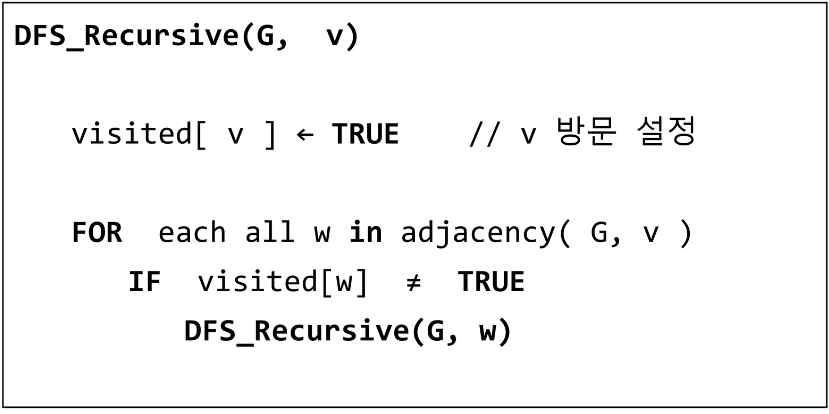 DFS_Recursive(G, v)
visited[ v ] ← TRUE // v 방문 설정
FOR each all w in adjacency( G, v )
IF visited[w] ≠ TRUE
DFS_Recursive(G, w)